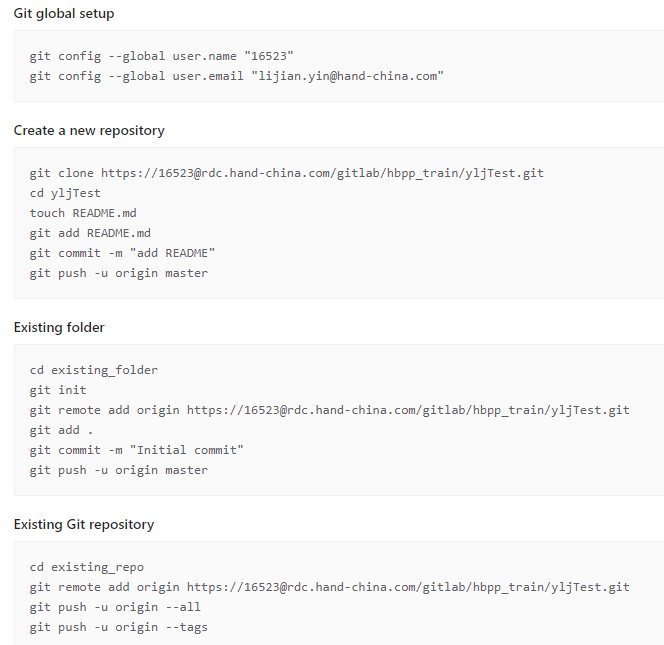 Git global setup
git config --global user.name "16523"
git config --global user.email "lijian.yin@hand-china.com"
Create a new repository
git clone https://16523@rdc.hand-china.com/gitlab/hbpp_train/yljTest.git
cd yljTest
touch README.md
git add README.md
git commit -m "add README"
git push -u origin master
Existing folder
cd existing_folder
git init
git remote add origin https://16523@rdc.hand-china.com/gitlab/hbpp_train/yljTest.git
git add .
git commit -m "Initial commit"
git push -u origin master
Existing Git repository
cd existing_repo
git remote add origin https://16523@rdc.hand-china.com/gitlab/hbpp_train/yljTest.git
git push -u origin --all
git push -u origin --tags